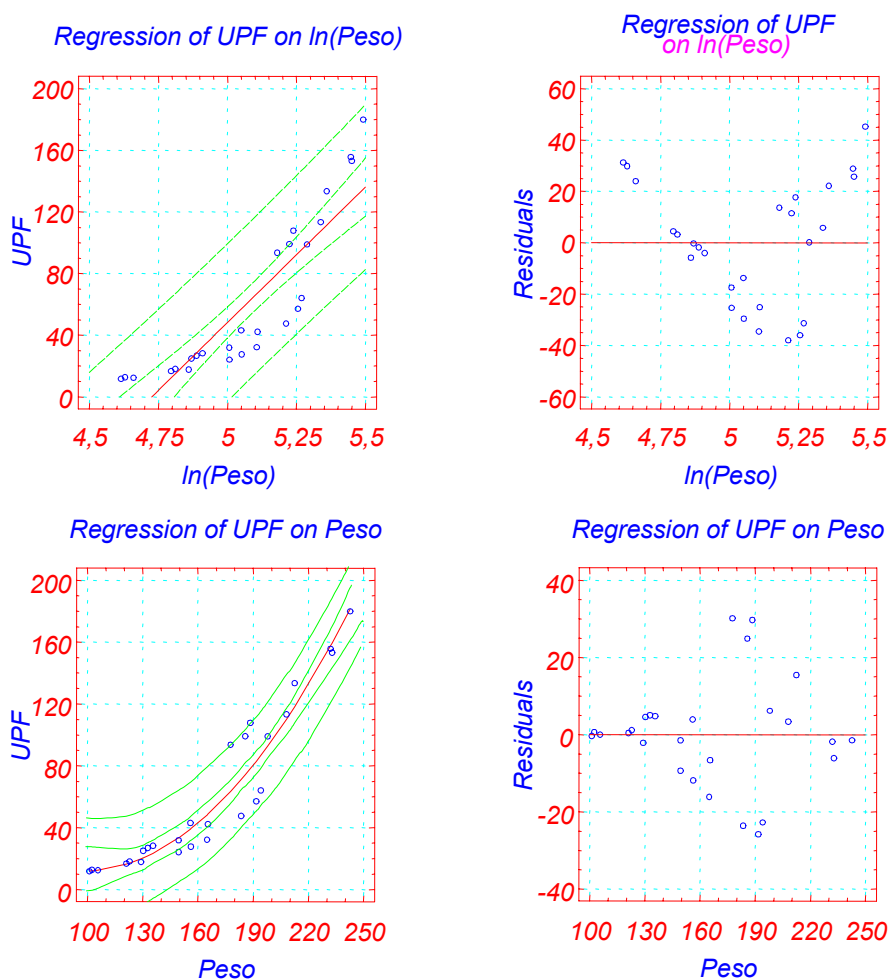 Regression of UPF on ln(Peso)
UPF
200
160
120
80
40
0
4,5 4,75 5 5,25 5,5
ln(Peso)
Regression of UPF
on ln(Peso)
Residuals
60
40
20
0
-20
-40
-60
4,5 4,75 5 5,25 5,5
ln(Peso)
Regression of UPF on Peso
UPF
200
160
120
80
40
0
100 130 160 190 220 250
Peso
Regression of UPF on Peso
Residuals
40
20
0
-20
-40
100 130 160 190 220 250
Peso